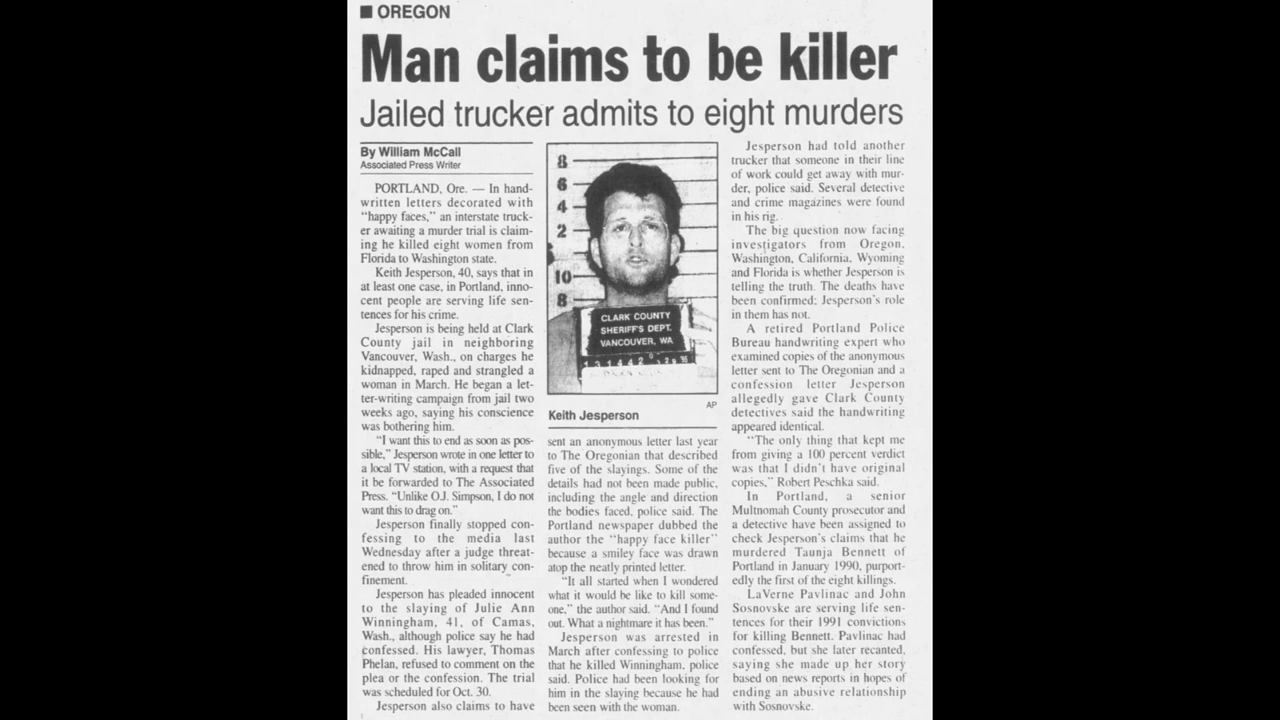 OREGON
Man claims to be killer
Jailed trucker admits to eight murders
By William McCall
Associated Press Writer
PORTLAND, Ore. — In hand-
written letters decorated with
“happy faces,” an interstate truck-
er awaiting a murder trial is claim-
ing he killed eight women from
Florida to Washington state.
Keith Jesperson, 40, says that in
at least one case, in Portland, inno-
cent people are serving life sen-
tences for his crime.
Jesperson is being held at Clark
County jail in neighboring
Vancouver, Wash., on charges he
kidnapped, raped and strangled a
woman in March. He began a let-
ter-writing campaign from jail two
weeks ago, saying his conscience
was bothering him.
“I want this to end as soon as pos-
sible,” Jesperson wrote in one letter to
a local TV station, with a request that
it be forwarded to The Associated
Press. “Unlike O.J. Simpson, I do not
want this to drag on.”
Jesperson finally stopped con-
fessing to the media last
Wednesday after a judge threat-
ened to throw him in solitary con-
finement.
Jesperson has pleaded innocent
to the slaying of Julie Ann
Winningham, 41, of Camas,
Wash., although police say he had
confessed. His lawyer, Thomas
Phelan, refused to comment on the
plea or the confession. The trial
was scheduled for Oct. 30.
Jesperson also claims to have
8
6
4
2
10
8
CLARK COUNTY
SHERIFF'S DEPT.
VANCOUVER, WA
AP
Keith Jesperson
sent an anonymous letter last year
to The Oregonian that described
five of the slayings. Some of the
details had not been made public,
including the angle and direction
the bodies faced, police said. The
Portland newspaper dubbed the
author the “happy face killer”
because a smiley face was drawn
atop the neatly printed letter.
“It all started when I wondered
what it would be like to kill some-
one,” the author said. “And I found
out. What a nightmare it has been.”
Jesperson was arrested in
March after confessing to police
that he killed Winningham, police
said. Police had been looking for
him in the slaying because he had
been seen with the woman.
Jesperson had told another
trucker that someone in their line
of work could get away with mur-
der, police said. Several detective
and crime magazines were found
in his rig.
The big question now facing
investigators from Oregon,
Washington, California, Wyoming
and Florida is whether Jesperson is
telling the truth. The deaths have
been confirmed; Jesperson's role
in them has not.
A retired Portland Police
Bureau handwriting expert who
examined copies of the anonymous
letter sent to The Oregonian and a
confession letter Jesperson
allegedly gave Clark County
detectives said the handwriting
appeared identical.
“The only thing that kept me
from giving a 100 percent verdict
was that I didn't have original
copies,” Robert Peschka said.
In Portland, a senior
Multnomah County prosecutor and
a detective have been assigned to
check Jesperson's claims that he
murdered Taunja Bennett of
Portland in January 1990, purport-
edly the first of the eight killings.
LaVerne Pavlinac and John
Sosnovske are serving life sen-
tences for their 1991 convictions
for killing Bennett. Pavlinac had
confessed, but she later recanted,
saying she made up her story
based on news reports in hopes of
ending an abusive relationship
with Sosnovske.